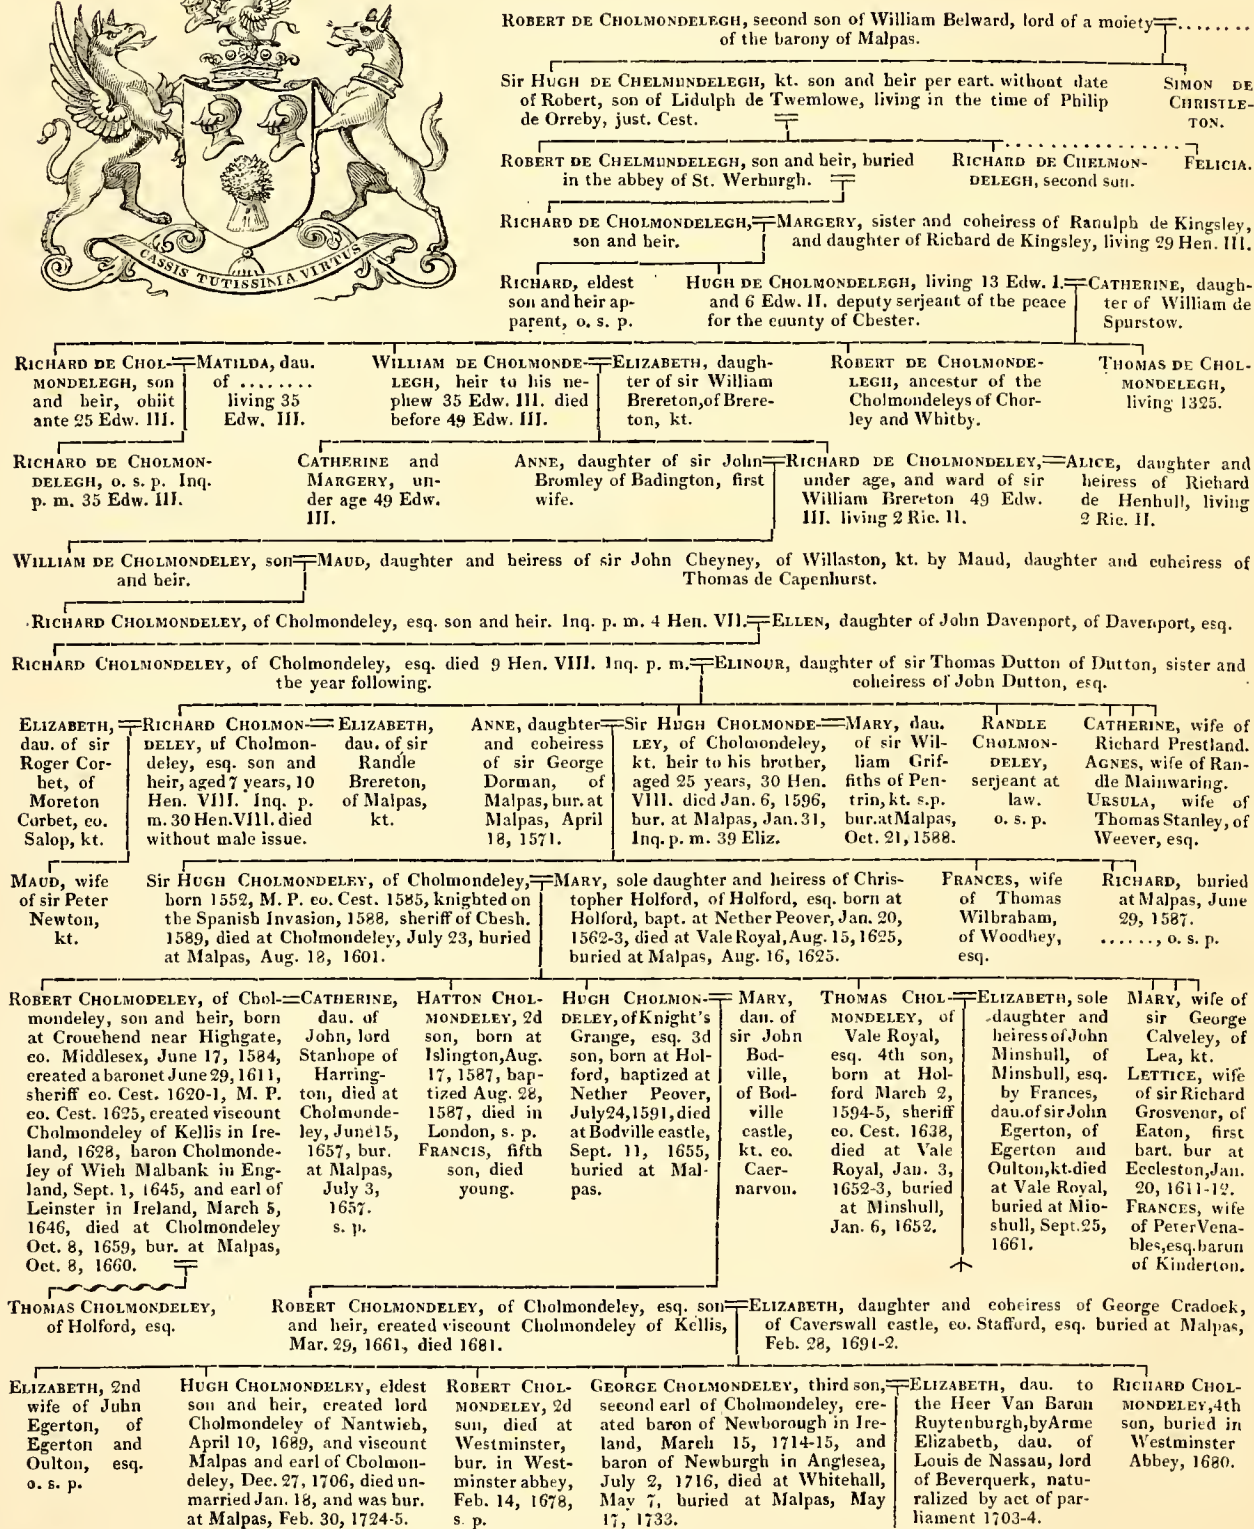 ROBERT DE CHOLMONDELEGH, second son of William Belward, lord of a moiety ........
of the barony of Malpas.
Sir HUGH DE CHELMUNDELEGH, kt. son and heir per cart. without date
of Robert, son of Lidulph de Twemlowe, living in the time of Philip
de Orreby, just. Cest.
SIMON DE
CHRISTLE-
TON.
ROBERT DE CHELMUNDELEGH, son and heir, buried
in the abbey of St. Werburgh.
RICHARD DE CHELMON-
DELEGH, second son.
FELICIA.
CASSIS TUTISSIMA VIRTUS
RICHARD DE CHOLMONDELEGH,
son and heir.
MARGERY, sister and coheiress of Ranulph de Kingsley,
and daughter of Richard de Kingsley, living 29 Hen. III.
RICHARD, eldest
son and heir ap-
parent, o. s. p.
HUGH DE CHOLMONDELEGH, living 13 Edw. I.
and 6 Edw. II. deputy serjeant of the peace
for the county of Chester.
CATHERINE, daugh-
ter of William de
Spurstow.
RICHARD DE CHOL-
MONDELEGH, son
and heir, obiit
ante 25 Edw. III.
MATILDA, dau.
of ........
living 35
Edw. III.
WILLIAM DE CHOLMONDE-
LEGH, heir to his ne-
phew 35 Edw. III. died
before 49 Edw. III.
ELIZABETH, daugh-
ter of sir William
Brereton, of Brere-
ton, kt.
ROBERT DE CHOLMONDE-
LEGH, ancestor of the
Cholmondeleys of Chor-
ley and Whitby.
THOMAS DE CHOL-
MONDELEGH,
living 1325.
RICHARD DE CHOLMON-
DELEGH, o. s. p. Inq.
p. m. 35 Edw. III.
CATHERINE and
MARGERY, un-
der age 49 Edw.
III.
ANNE, daughter of sir John
Bromley of Badington, first
wife.
RICHARD DE CHOLMONDELEY,
under age, and ward of sir
William Brereton 49 Edw.
III. living 2 Ric. II.
ALICE, daughter and
heiress of Richard
de Henhull, living
2 Ric. II.
WILLIAM DE CHOLMONDELEY, son
and heir.
MAUD, daughter and heiress of sir John Cheyney, of Willaston, kt. by Maud, daughter and coheiress of
Thomas de Capenhurst.
RICHARD CHOLMONDELEY, of Cholmondeley, esq. son and heir. Inq. p. m. 4 Hen. VII.
ELLEN, daughter of John Davenport, of Davenport, esq.
RICHARD CHOLMONDELEY, of Cholmondeley, esq. died 9 Hen. VIII. Inq. p. m.
the year following.
ELINOUR, daughter of sir Thomas Dutton of Dutton, sister and
coheiress of John Dutton, esq.
ELIZABETH,
dau. of sir
Roger Cor-
bet, of
Moreton
Corbet, co.
Salop, kt.
RICHARD CHOLMON-
DELEY, of Cholmon-
deley, esq. son and
heir, aged 7 years, 10
Hen. VIII. Inq. p.
m. 30 Hen. VIII. died
without male issue.
ELIZABETH,
dau. of sir
Randle
Brereton,
of Malpas,
kt.
ANNE, daughter
and coheiress
of sir George
Dorman, of
Malpas, bur. at
Malpas, April
18, 1571.
Sir HUGH CHOLMONDE-
LEY, of Cholmondeley,
kt. heir to his brother,
aged 25 years, 30 Hen.
VIII. died Jan. 6, 1596,
bur. at Malpas, Jan. 31,
Inq. p. m. 39 Eliz.
MARY, dau.
of sir Wil-
liam Grif-
fiths of Pen-
trin, kt. s.p.
bur. at Malpas,
Oct. 21, 1588.
RANDLE
CHOLMON-
DELEY,
serjeant at
law.
o. s. p.
CATHERINE, wife of
Richard Prestland.
AGNES, wife of Ran-
dle Mainwaring.
URSULA, wife of
Thomas Stanley, of
Weever, esq.
MAUD, wife
of sir Peter
Newton,
kt.
Sir HUGH CHOLMONDELEY, of Cholmondeley,
born 1552, M. P. co. Cest. 1585, knighted on
the Spanish Invasion, 1588, sheriff of Chesh.
1589, died at Cholmondeley, July 23, buried
at Malpas, Aug. 18, 1601.
MARY, sole daughter and heiress of Chris-
topher Holford, of Holford, esq. born at
Holford, bapt. at Nether Peover, Jan. 20,
1562-3, died at Vale Royal, Aug. 15, 1625,
buried at Malpas, Aug. 16, 1625.
FRANCES, wife
of Thomas
Wilbraham,
of Woodhey,
esq.
RICHARD, buried
at Malpas, June
29, 1587.
......, o. s. p.
ROBERT CHOLMODELEY, of Chol-
mondeley, son and heir, born
at Crouchend near Highgate,
co. Middlesex, June 17, 1584,
created a baronet June 29, 1611,
sheriff co. Cest. 1620-1, M. P.
co. Cest. 1625, created viscount
Cholmondeley of Kellis in Ire-
land, 1628, baron Cholmonde-
ley of Wich Malbank in Eng-
land, Sept. 1, 1645, and earl of
Leinster in Ireland, March 5,
1646, died at Cholmondeley
Oct. 8, 1659, bur. at Malpas,
Oct. 8, 1660.
CATHERINE,
dau. of
John, lord
Stanhope of
Harring-
ton, died at
Cholmonde-
ley, June 15,
1657, bur.
at Malpas,
July 3,
1657.
s. p.
HATTON CHOL-
MONDELEY, 2d
son, born at
Islington, Aug.
17, 1587, bap-
tized Aug. 28,
1587, died in
London, s. p.
FRANCIS, fifth
son, died
young.
HUGH CHOLMON-
DELEY, of Knight's
Grange, esq. 3d
son, born at Hol-
ford, baptized at
Nether Peover,
July 24, 1591, died
at Bodville castle,
Sept. 11, 1655,
buried at Mal-
pas.
MARY,
dau. of
sir John
Bod-
ville,
of Bod-
ville
castle,
kt. co.
Caer-
narvon.
THOMAS CHOL-
MONDELEY, of
Vale Royal,
esq. 4th son,
born at Hol-
ford March 2,
1594-5, sheriff
co. Cest. 1638,
died at Vale
Royal, Jan. 3,
1652-3, buried
at Minshull,
Jan. 6, 1652.
ELIZABETH, sole
daughter and
heiress of John
Minshull, of
Minshull, esq.
by Frances,
dau. of sir John
Egerton, of
Egerton and
Oulton, kt. died
at Vale Royal,
buried at Min-
shull, Sept. 25,
1661.
MARY, wife of
sir George
Calveley, of
Lea, kt.
LETTICE, wife
of sir Richard
Grosvenor, of
Eaton, first
bart. bur at
Eccleston, Jan.
20, 1611-12.
FRANCES, wife
of Peter Vena-
bles, esq. baron
of Kinderton.
THOMAS CHOLMONDELEY,
of Holford, esq.
ROBERT CHOLMONDELEY, of Cholmondeley, esq. son
and heir, created viscount Cholmondeley of Kellis,
Mar. 29, 1661, died 1681.
ELIZABETH, daughter and coheiress of George Cradock,
of Caverswall castle, co. Stafford, esq. buried at Malpas,
Feb. 28, 1691-2.
ELIZABETH, 2nd
wife of John
Egerton, of
Egerton and
Oulton, esq.
o. s. p.
HUGH CHOLMONDELEY, eldest
son and heir, created lord
Cholmondeley of Nantwich,
April 10, 1689, and viscount
Malpas and earl of Cholmon-
deley, Dec. 27, 1706, died un-
married Jan. 18, and was bur.
at Malpas, Feb. 30, 1724-5.
ROBERT CHOL-
MONDELEY, 2d
son, died at
Westminster,
bur. in West-
minster abbey,
Feb. 14, 1678,
s. p.
GEORGE CHOLMONDELEY, third son,
second earl of Cholmondeley, cre-
ated baron of Newborough in Ire-
land, March 15, 1714-15, and
baron of Newburgh in Anglesea,
July 2, 1716, died at Whitehall,
May 7, buried at Malpas, May
17, 1733.
ELIZABETH, dau. to
the Heer Van Baron
Ruytenburgh, by Arme
Elizabeth, dau. of
Louis de Nassau, lord
of Beverquerk, natu-
ralized by act of par-
liament 1703-4.
RICHARD CHOL-
MONDELEY, 4th
son, buried in
Westminster
Abbey, 1680.